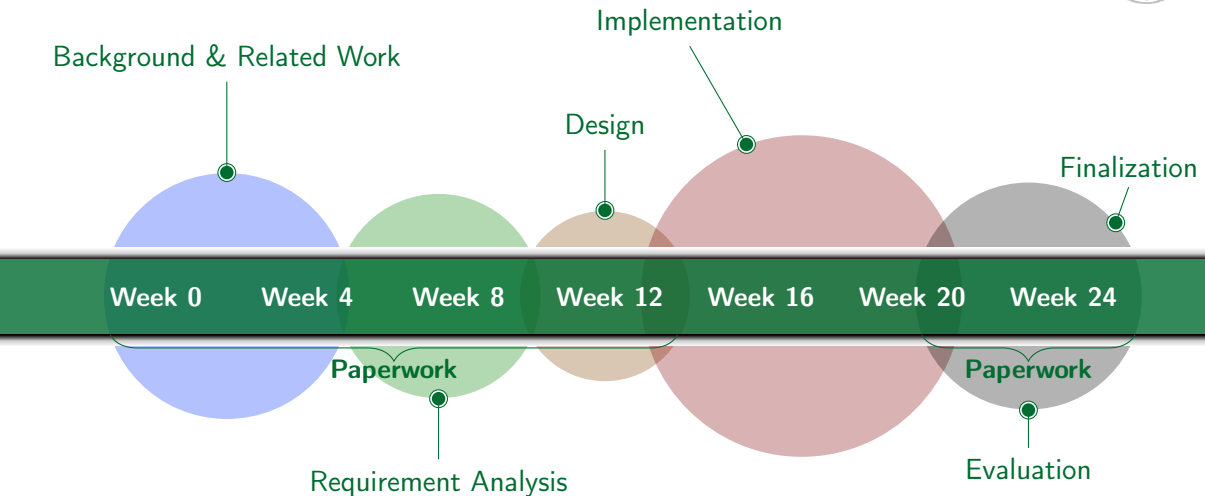 Implementation
Background & Related Work
Design
Finalization
Week 0 Week 4 Week 8 Week 12 Week 16 Week 20 Week 24
Paperwork Paperwork
Requirement Analysis
Evaluation